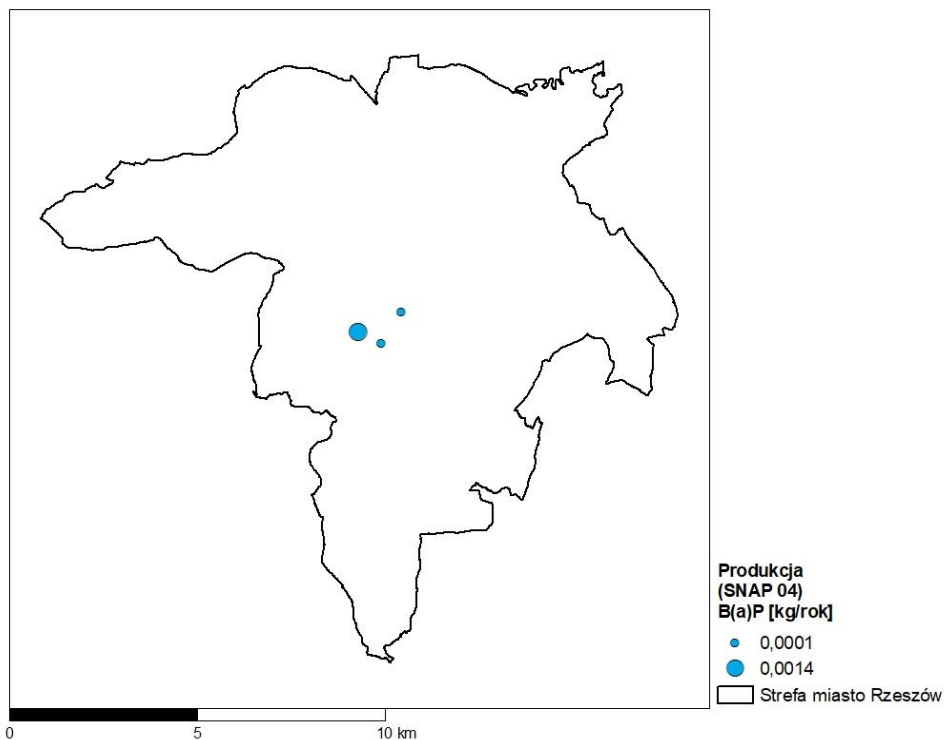 Produkcja
(SNAP 04)
B(a)P [kg/rok]
0,0001
0,0014
Strefa miasto Rzeszów
0 5 10 km